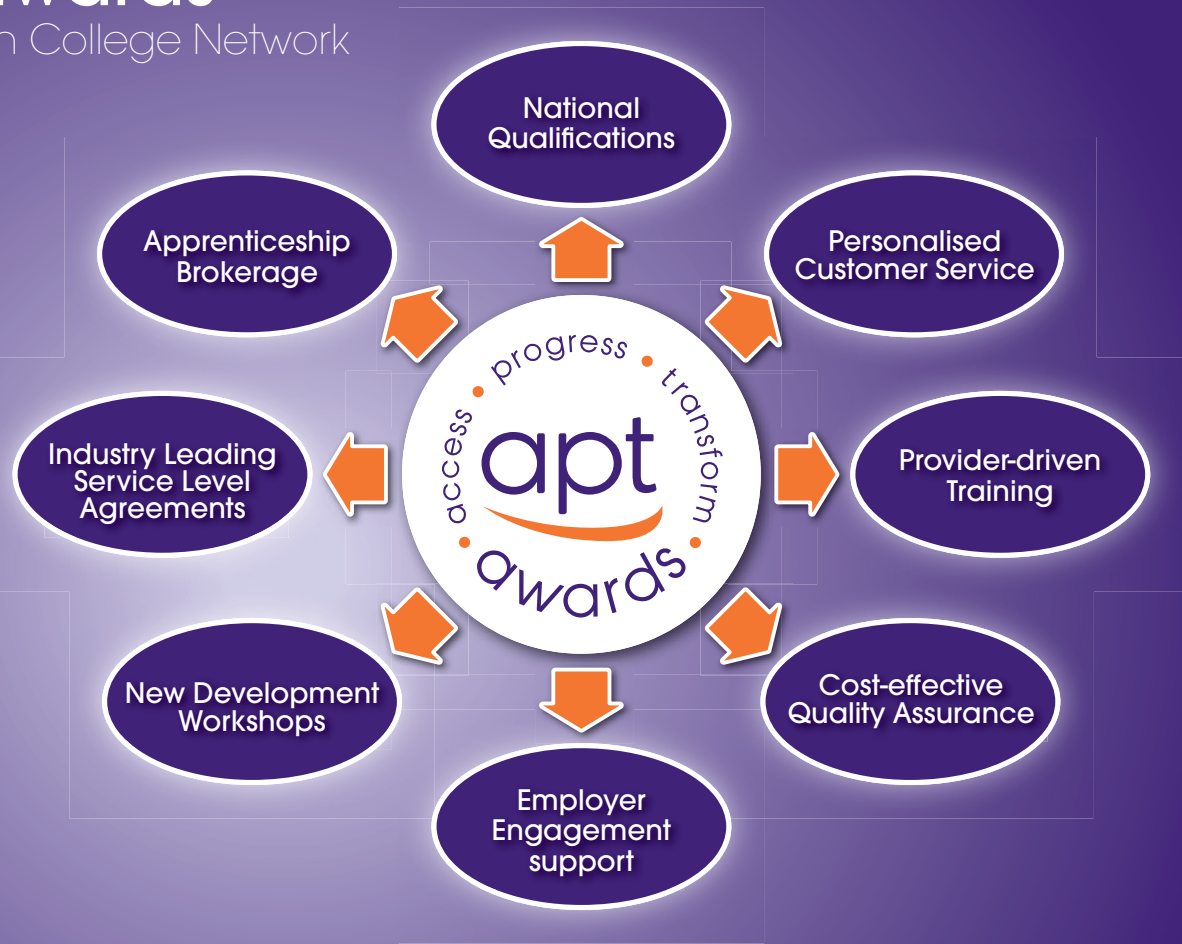 College Network
National
Qualifications
Apprenticeship
Brokerage
Personalised
Customer Service
access • progress • transform
apt
awards
Industry Leading
Service Level
Agreements
Provider-driven
Training
New Development
Workshops
Cost-effective
Quality Assurance
Employer
Engagement
support